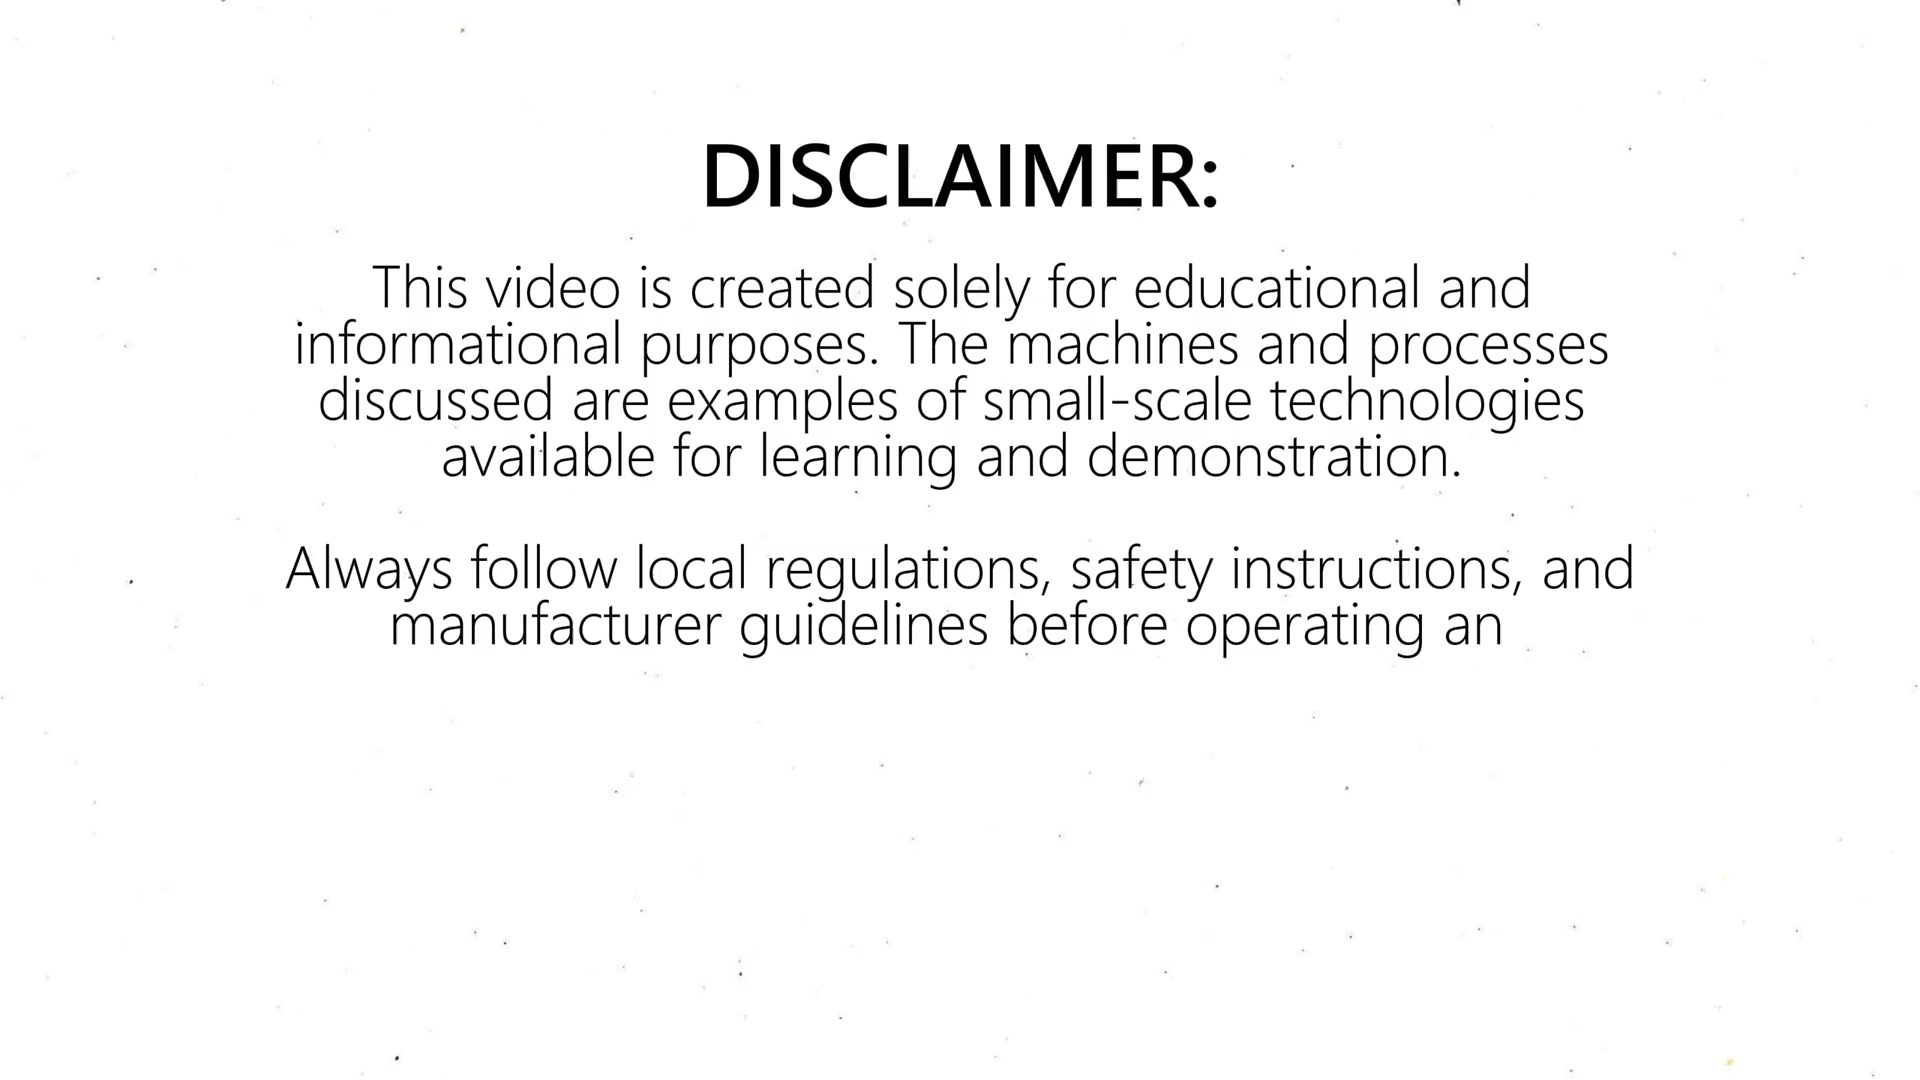 DISCLAIMER:
This video is created solely for educational and
informational purposes. The machines and processes
discussed are examples of small-scale technologies
available for learning and demonstration.
Always follow local regulations, safety instructions, and
manufacturer guidelines before operating an